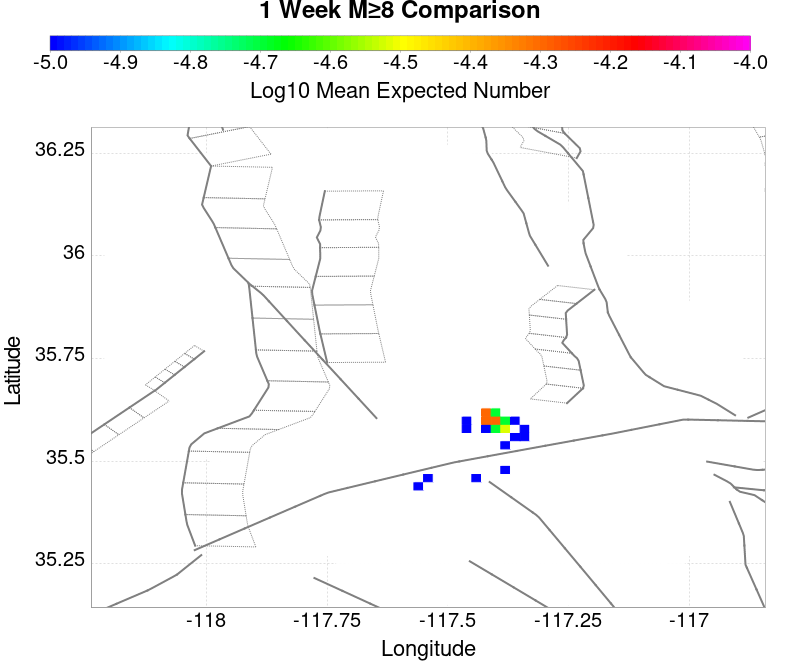 1 Week M≥8 Comparison
-5.0 -4.9 -4.8 -4.7 -4.6 -4.5 -4.4 -4.3 -4.2 -4.1 -4.0
Log10 Mean Expected Number
36.25
36
35.75
35.5
35.25
Latitude
-118 -117.75 -117.5 -117.25 -117
Longitude